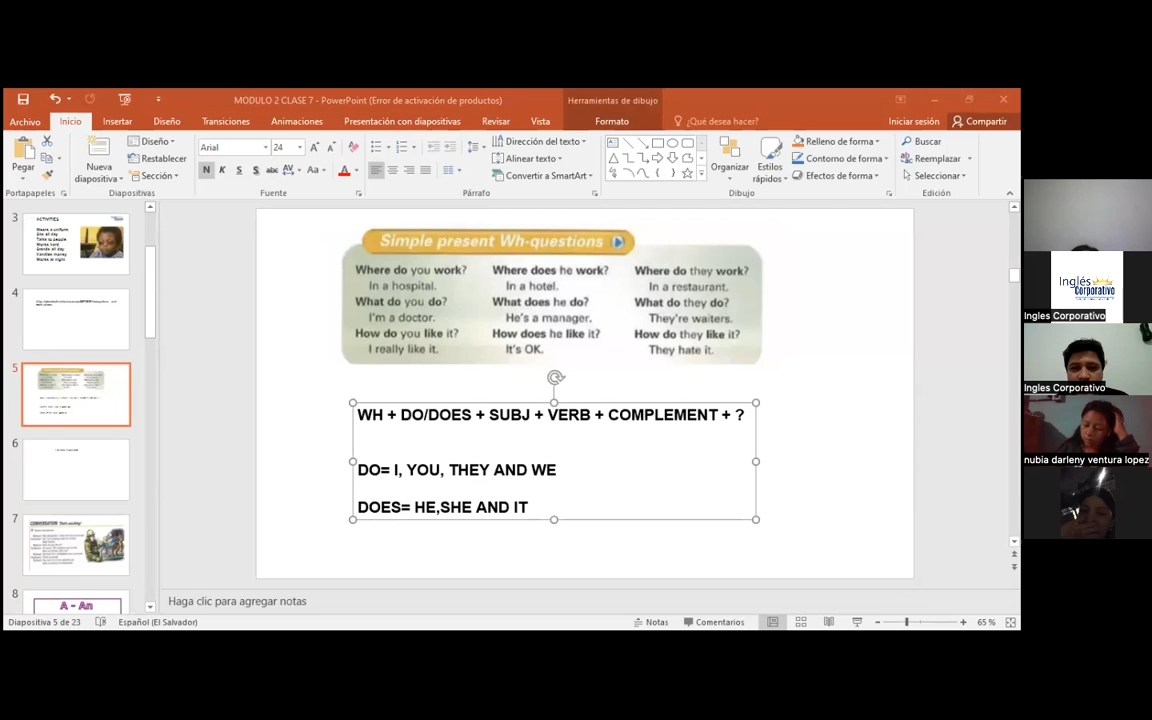 MODULO 2 CLASE 7 - PowerPoint (Error de activación de productos)
Herramientas de dibujo
Archivo Inicio Insertar Diseño Transiciones Animaciones Presentación con diapositivas Revisar Vista Formato ¿Qué desea hacer? Iniciar sesión Compartir
Pegar
Portapapeles
Nueva diapositiva
Diseño
Restablecer
Sección
Diapositivas
Arial 24
N K S S abc AV Aa A
Fuente
Dirección del texto
Alinear texto
Convertir a SmartArt
Párrafo
Organizar
Estilos rápidos
Relleno de forma
Contorno de forma
Efectos de forma
Dibujo
Buscar
Reemplazar
Seleccionar
Edición
3
ACTIVITIES
4
5
6
7
8
A - An
Simple present Wh-questions
Where do you work? Where does he work? Where do they work?
In a hospital. In a hotel. In a restaurant.
What do you do? What does he do? What do they do?
I'm a doctor. He's a manager. They're waiters.
How do you like it? How does he like it? How do they like it?
I really like it. It's OK. They hate it.
WH + DO/DOES + SUBJ + VERB + COMPLEMENT + ?
DO= I, YOU, THEY AND WE
DOES= HE,SHE AND IT
Haga clic para agregar notas
Diapositiva 5 de 23 Español (El Salvador) Notas Comentarios 65 %
Inglés
Corporativo
Ingles Corporativo
Ingles Corporativo
nubia darleny ventura lopez